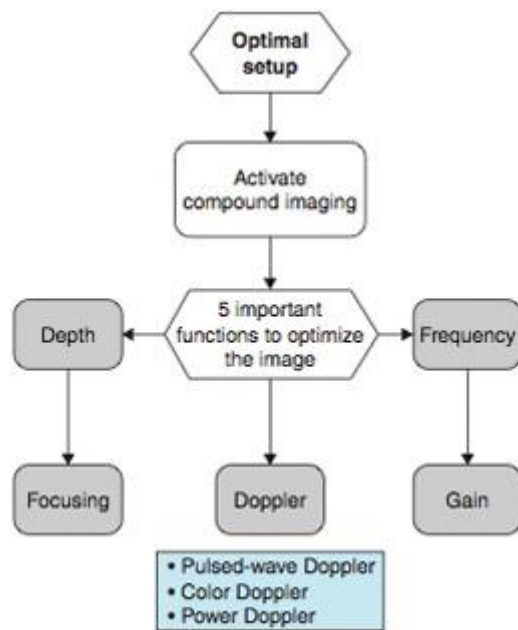 Optimal
setup
Activate
compound imaging
5 important
functions to optimize
the image
Depth
Frequency
Focusing
Doppler
Gain
• Pulsed-wave Doppler
• Color Doppler
• Power Doppler